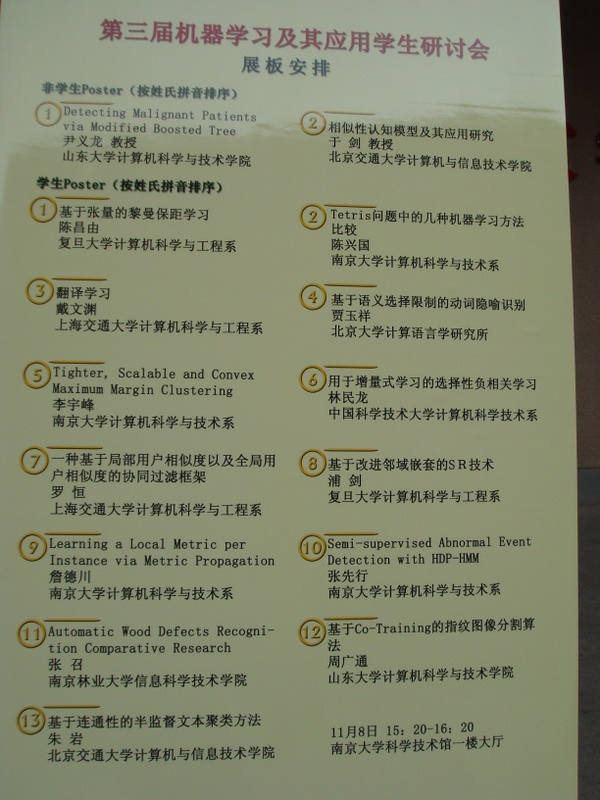 第三届机器学习及其应用学生研讨会
展板安排
非学生Poster（按姓氏拼音排序）
1
Detecting Malignant Patients
via Modified Boosted Tree
尹义龙 教授
山东大学计算机科学与技术学院
2
相似性认知模型及其应用研究
于 剑 教授
北京交通大学计算机与信息技术学院
学生Poster（按姓氏拼音排序）
1
基于张量的黎曼保距学习
陈昌由
复旦大学计算机科学与工程系
2
Tetris问题中的几种机器学习方法
比较
陈兴国
南京大学计算机科学与技术系
3
翻译学习
戴文渊
上海交通大学计算机科学与工程系
4
基于语义选择限制的动词隐喻识别
贾玉祥
北京大学计算语言学研究所
5
Tighter, Scalable and Convex
Maximum Margin Clustering
李宇峰
南京大学计算机科学与技术系
6
用于增量式学习的选择性负相关学习
林民龙
中国科学技术大学计算机科学技术系
7
一种基于局部用户相似度以及全局用
户相似度的协同过滤框架
罗 恒
上海交通大学计算机科学与工程系
8
基于改进邻域嵌套的SR技术
浦 剑
复旦大学计算机科学与工程系
9
Learning a Local Metric per
Instance via Metric Propagation
詹德川
南京大学计算机科学与技术系
10
Semi-supervised Abnormal Event
Detection with HDP-HMM
张先行
南京大学计算机科学与技术系
11
Automatic Wood Defects Recogni-
tion Comparative Research
张 召
南京林业大学信息科学技术学院
12
基于Co-Training的指纹图像分割算
法
周广通
山东大学计算机科学与技术学院
13
基于连通性的半监督文本聚类方法
朱 岩
北京交通大学计算机与信息技术学院
11月8日 15：20-16：20
南京大学科学技术馆一楼大厅